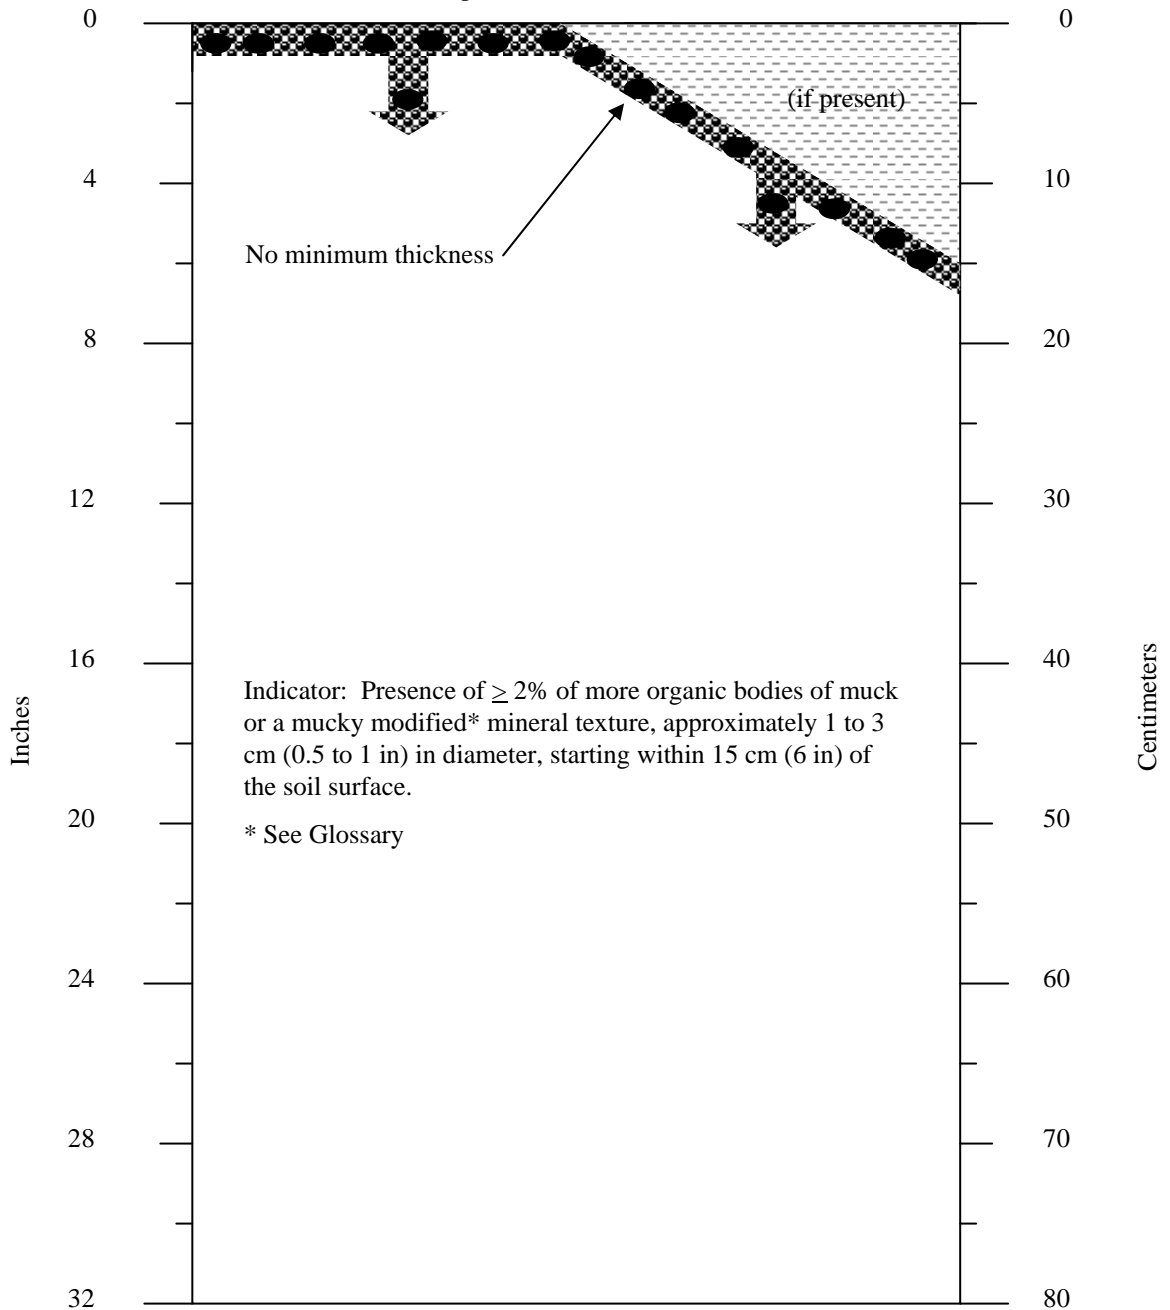 0
0
(if present)
4
10
No minimum thickness
8
20
12
30
Inches
Centimeters
16
40
Indicator: Presence of ≥ 2% of more organic bodies of muck
or a mucky modified* mineral texture, approximately 1 to 3
cm (0.5 to 1 in) in diameter, starting within 15 cm (6 in) of
the soil surface.
20
50
* See Glossary
24
60
28
70
32
80